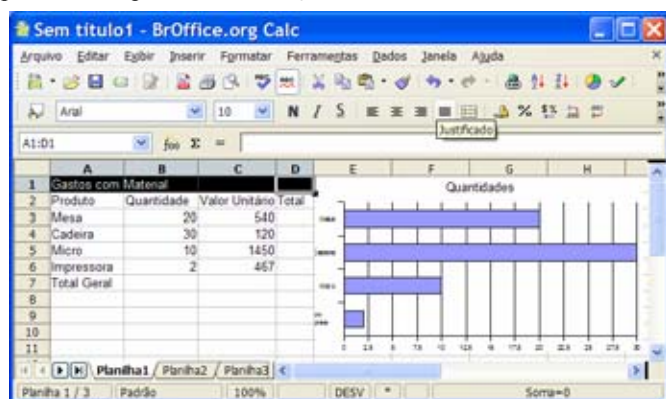 Sem título1 - BrOffice.org Calc
Arquivo Editar Exibir Inserir Formatar Ferramentas Dados Janela Ajuda
Arial 10 N I S
Justificado
A1:D1 Σ =
A B C D E F G H
1 Gastos com Material
Quantidades
2 Produto Quantidade Valor Unitário Total
3 Mesa 20 540
4 Cadeira 30 120
5 Micro 10 1450
6 Impressora 2 467
7 Total Geral
8
9
10
11
Planilha1 / Planilha2 / Planilha3
Planilha 1 / 3 Padrão 100% DESV * Soma=0